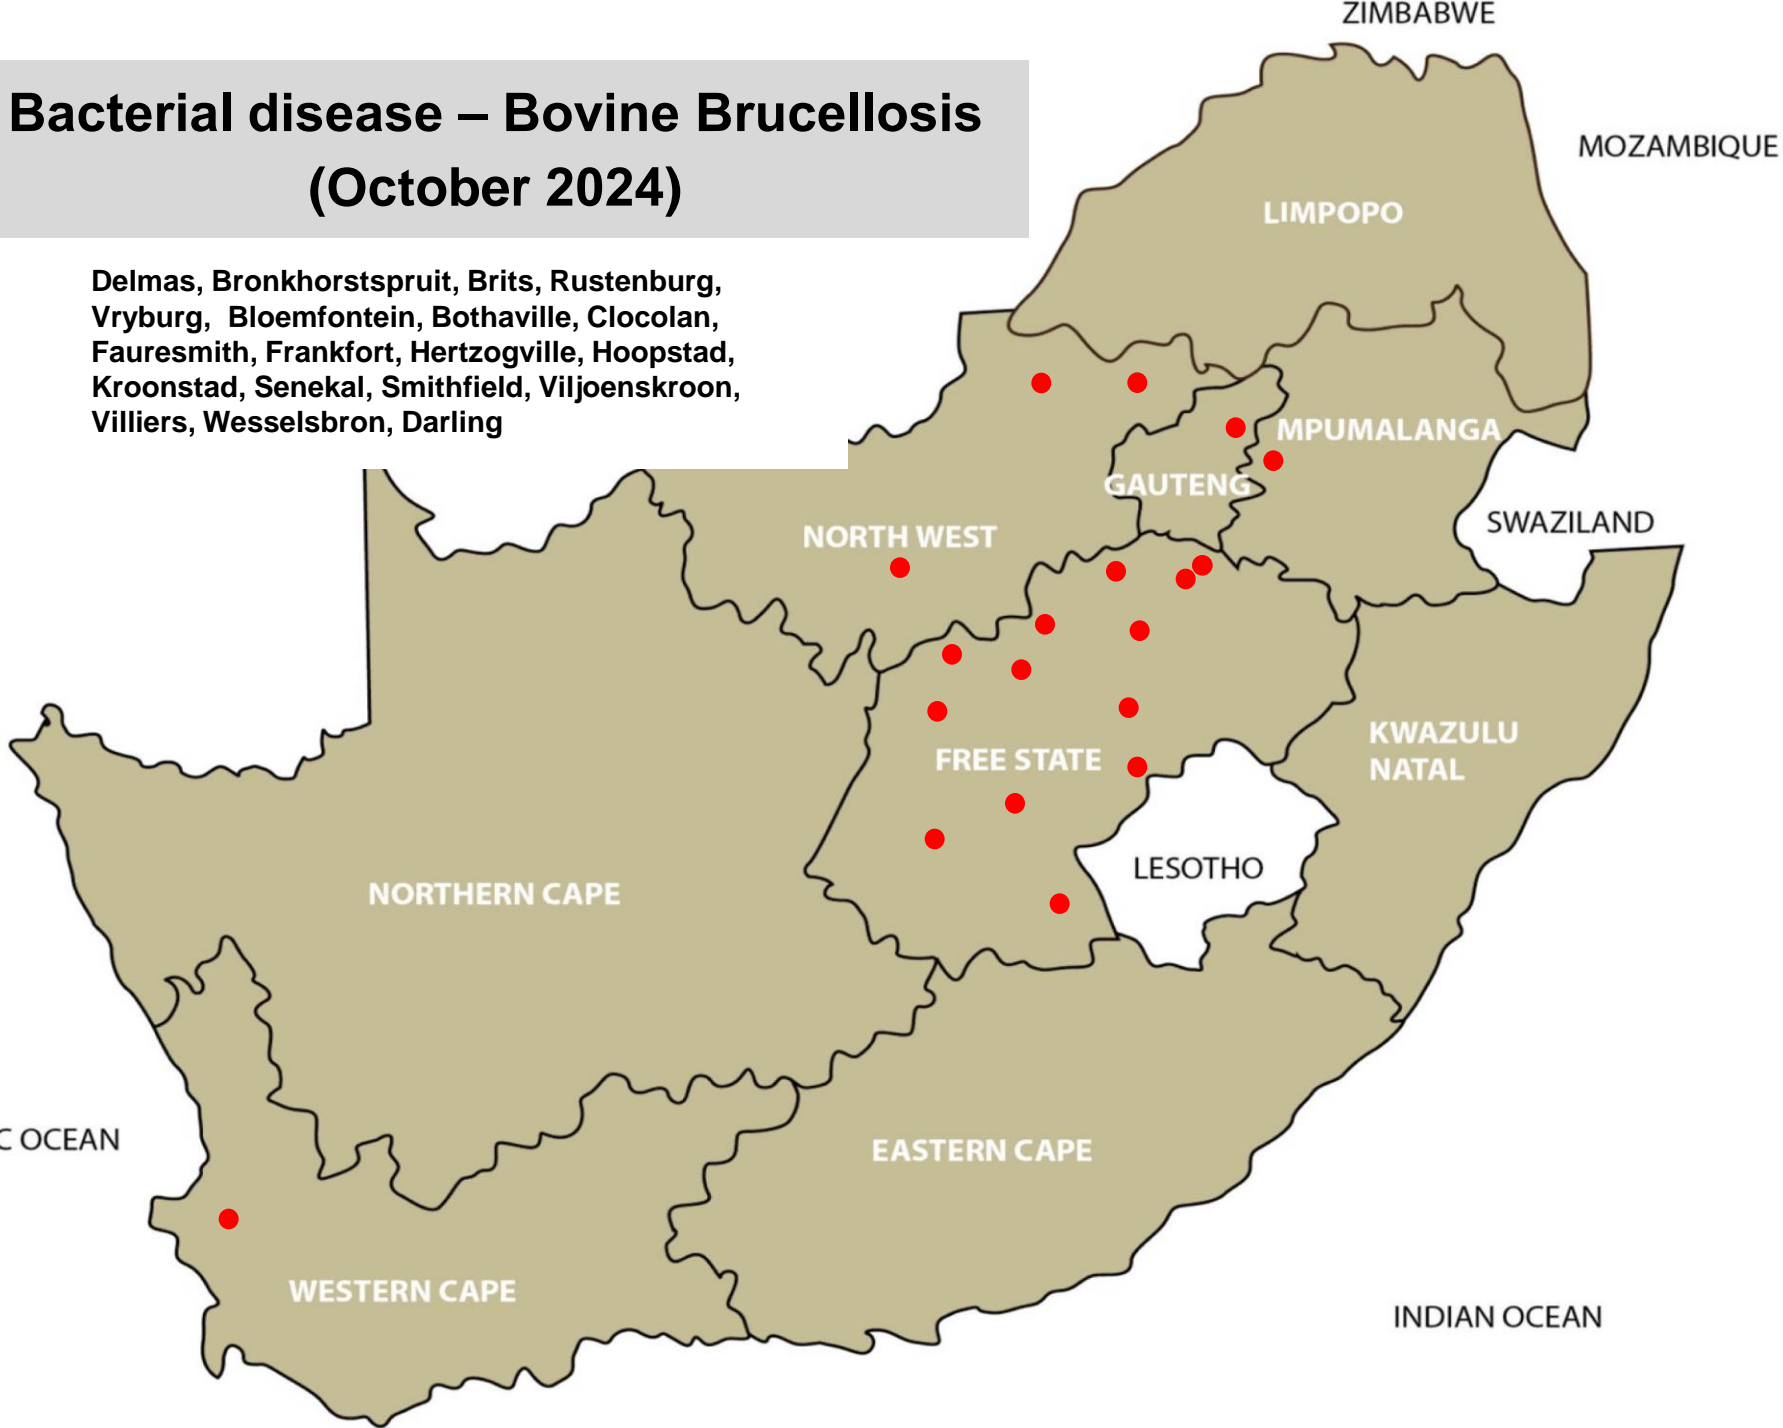 ZIMBABWE
Bacterial disease – Bovine Brucellosis
(October 2024)
MOZAMBIQUE
LIMPOPO
Delmas, Bronkhorstspruit, Brits, Rustenburg,
Vryburg, Bloemfontein, Bothaville, Clocolan,
Fauresmith, Frankfort, Hertzogville, Hoopstad,
Kroonstad, Senekal, Smithfield, Viljoenskroon,
Villiers, Wesselsbron, Darling
MPUMALANGA
GAUTENG
SWAZILAND
NORTH WEST
KWAZULU
NATAL
FREE STATE
LESOTHO
NORTHERN CAPE
C OCEAN
EASTERN CAPE
WESTERN CAPE
INDIAN OCEAN